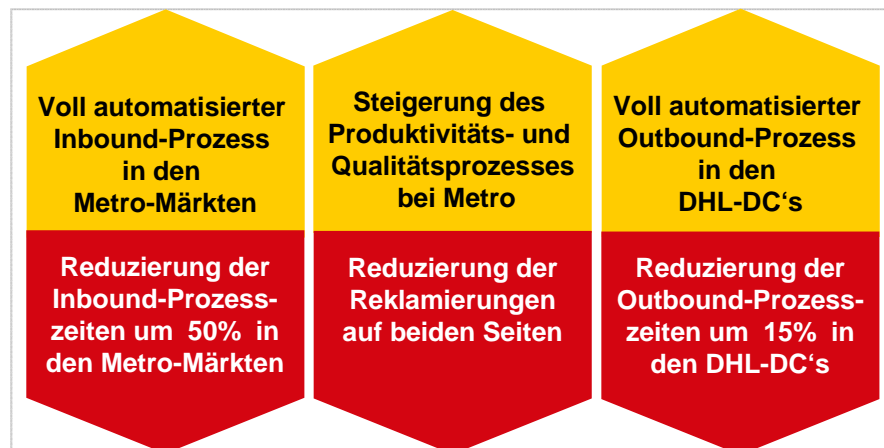 Voll automatisierter
Inbound-Prozess
in den
Metro-Märkten
Reduzierung der
Inbound-Prozess-
zeiten um 50% in
den Metro-Märkten
Steigerung des
Produktivitäts- und
Qualitätsprozesses
bei Metro
Reduzierung der
Reklamierungen
auf beiden Seiten
Voll automatisierter
Outbound-Prozess
in den
DHL-DC‘s
Reduzierung der
Outbound-Prozess-
zeiten um 15% in
den DHL-DC‘s